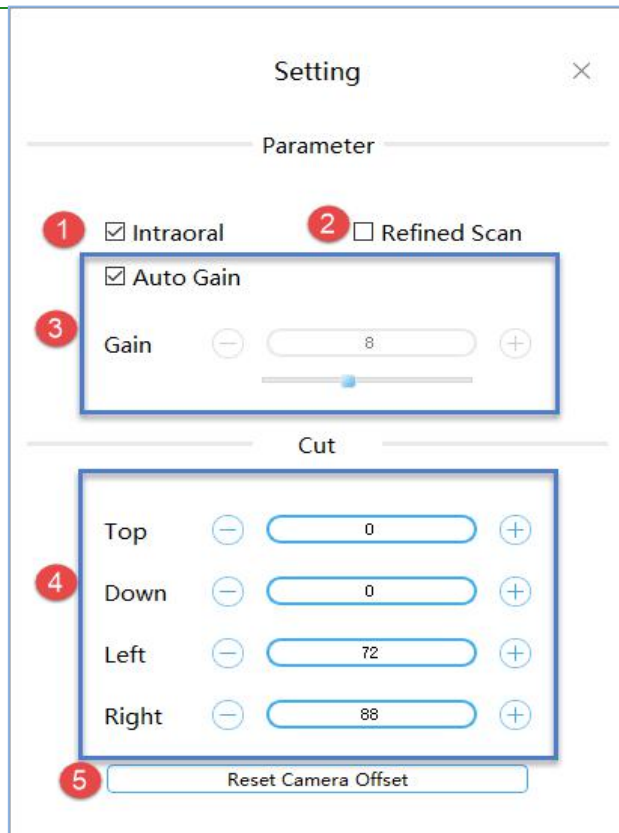 Setting
Parameter
1 Intraoral 2 Refined Scan
Auto Gain
3 Gain 8
Cut
Top 0
4 Down 0
Left 72
Right 88
5 Reset Camera Offset